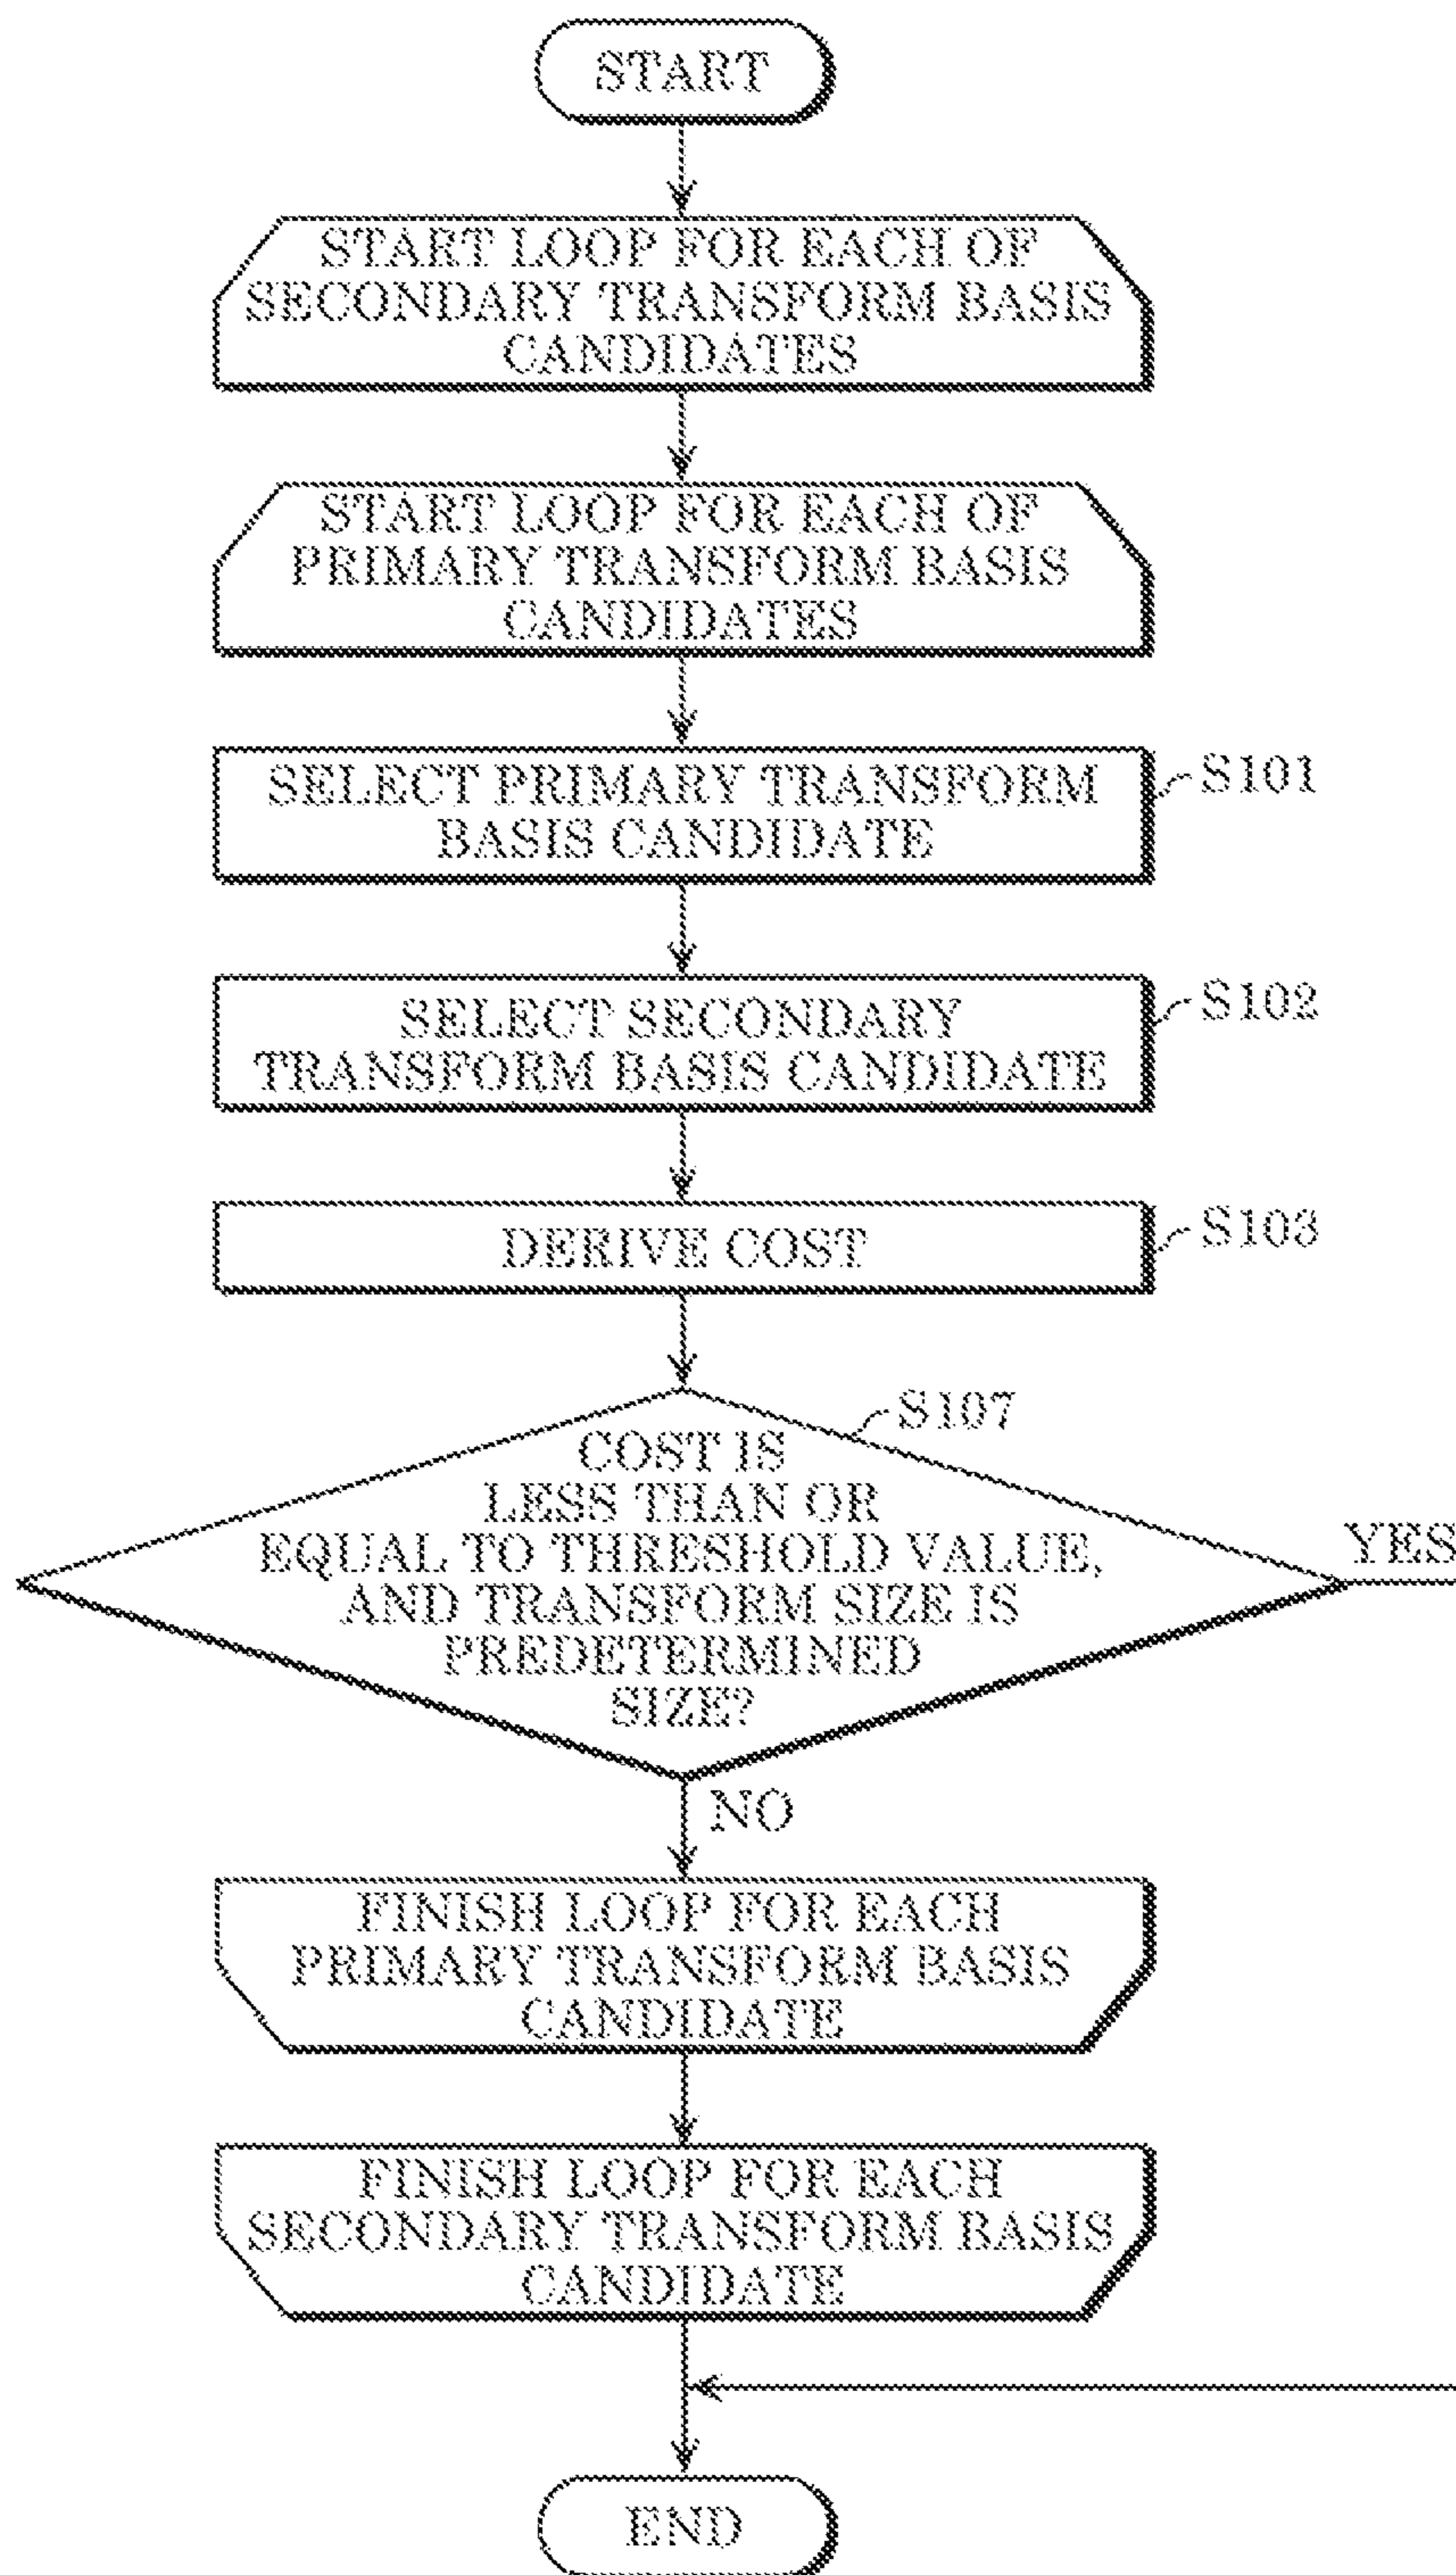 START
START LOOP FOR EACH OF
SECONDARY TRANSFORM BASIS
CANDIDATES
START LOOP FOR EACH OF
PRIMARY TRANSFORM BASIS
CANDIDATES
SELECT PRIMARY TRANSFORM
BASIS CANDIDATE
S101
SELECT SECONDARY
TRANSFORM BASIS CANDIDATE
S102
DERIVE COST
S103
S107
COST IS
LESS THAN OR
EQUAL TO THRESHOLD VALUE,
AND TRANSFORM SIZE IS
PREDETERMINED
SIZE?
YES
NO
FINISH LOOP FOR EACH
PRIMARY TRANSFORM BASIS
CANDIDATE
FINISH LOOP FOR EACH
SECONDARY TRANSFORM BASIS
CANDIDATE
END